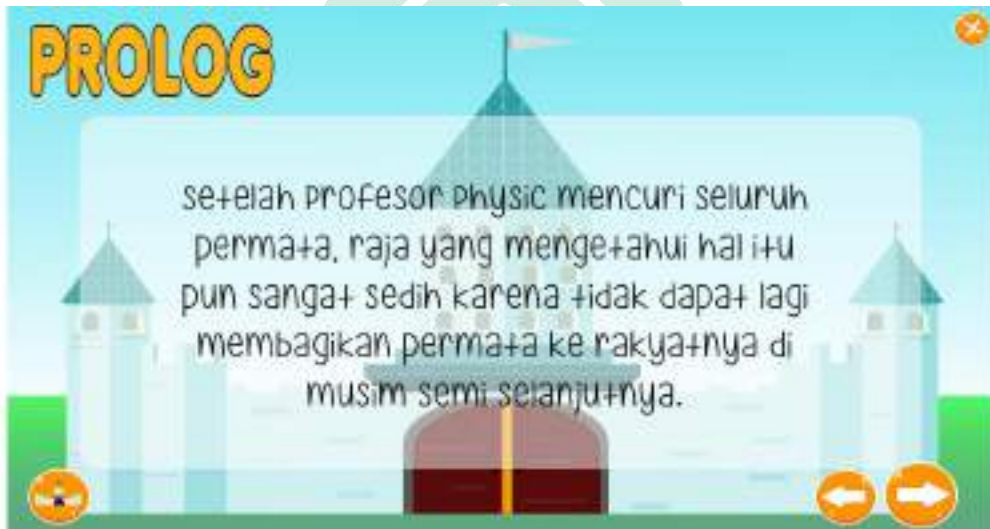 PROLOG
Setelah Profesor Physic mencuri seluruh
permata, raja yang mengetahui hal itu
pun sangat sedih karena tidak dapat lagi
membagikan permata ke rakyatnya di
musim semi selanjutnya.